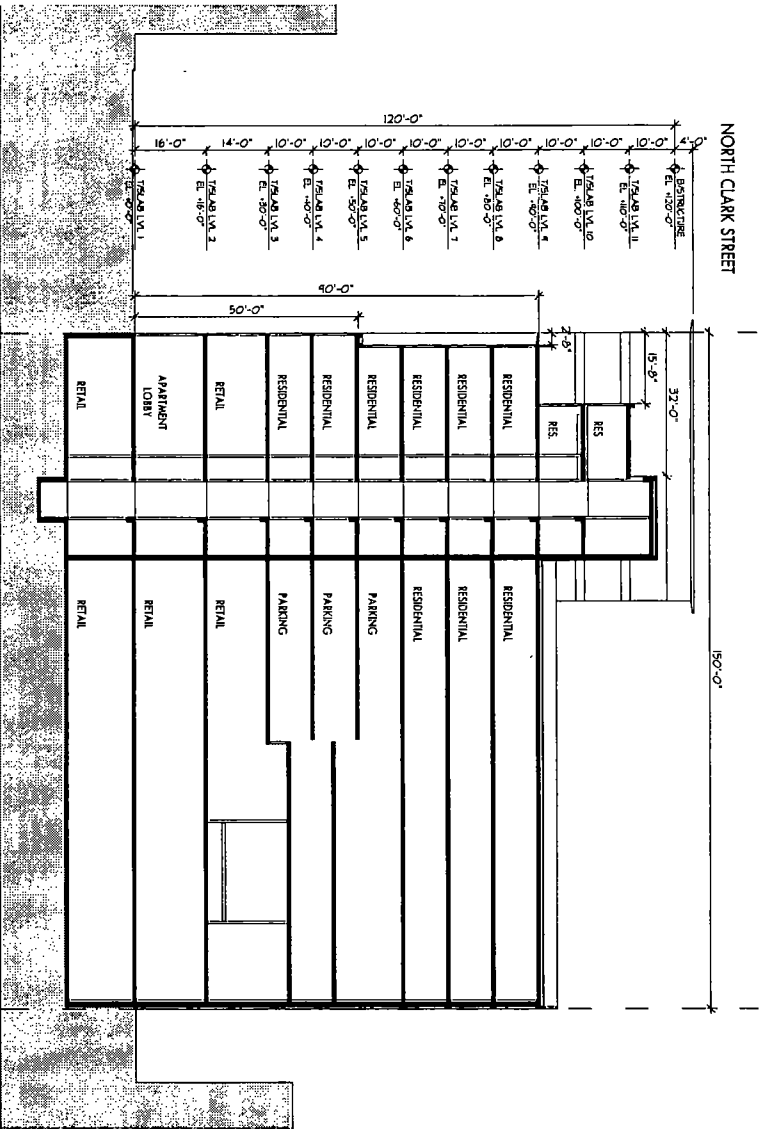 NORTH CLARK STREET
120'-0"
16'-0"
14'-0"
10'-0"
10'-0"
10'-0"
10'-0"
10'-0"
10'-0"
10'-0"
10'-0"
10'-0"
4'-0"
T/SLAB LVL 1
T/SLAB LVL 2
EL +16'-0"
T/SLAB LVL 3
EL +30'-0"
T/SLAB LVL 4
EL +40'-0"
T/SLAB LVL 5
EL +50'-0"
T/SLAB LVL 6
EL +60'-0"
T/SLAB LVL 7
EL +70'-0"
T/SLAB LVL 8
EL +80'-0"
T/SLAB LVL 9
EL +90'-0"
T/SLAB LVL 10
EL +100'-0"
T/SLAB LVL 11
EL +110'-0"
B/STRUCTURE
EL +120'-0"
90'-0"
50'-0"
2'-8"
15'-8"
32'-0"
150'-0"
RES
RES.
RESIDENTIAL
RESIDENTIAL
RESIDENTIAL
RESIDENTIAL
RESIDENTIAL
RESIDENTIAL
RETAIL
APARTMENT
LOBBY
RETAIL
RESIDENTIAL
RESIDENTIAL
RESIDENTIAL
PARKING
PARKING
PARKING
RETAIL
RETAIL
RETAIL